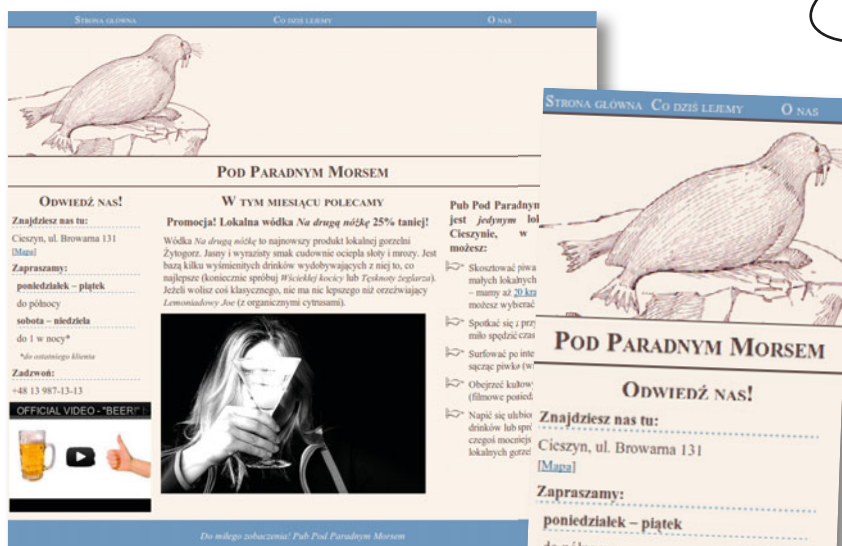 Strona główna Co dziś lejemy O nas
Pod Paradnym Morsem
Odwiedź nas!
Znajdziesz nas tu:
Cieszyn, ul. Browarna 131
[Mapa]
Zapraszamy:
poniedziałek – piątek
do północy
sobota – niedziela
do 1 w nocy*
*do ostatniego klienta
Zadzwoń:
+48 13 987-13-13
OFFICIAL VIDEO - "BEER!"
W tym miesiącu polecamy
Promocja! Lokalna wódka Na drugą nóżkę 25% taniej!
Wódka Na drugą nóżkę to najnowszy produkt lokalnej gorzelni
Żytogorz. Jasny i wyrazisty smak cudownie ociepla słoty i mrozy. Jest
bazą kilku wyśmienitych drinków wydobywających z niej to, co
najlepsze (koniecznie spróbuj Wściekłej kocicy lub Tęsknoty żeglarza).
Jeżeli wolisz coś klasycznego, nie ma nic lepszego niż orzeźwiający
Lemoniadowy Joe (z organicznymi cytrusami).
Pub Pod Paradnym
jest jedynym
Cieszynie, w
możesz:
Skosztować piwa
małych lokalnych
– mamy aż 20
możesz wybierać
Spotkać się z
miło spędzić czas
Surfować po
sącząc piwko
Obejrzeć
(filmowe
Napić się
drinków lub
czegoś
lokalnych
Do miłego zobaczenia! Pub Pod Paradnym Morsem
Strona główna Co dziś lejemy O nas
Pod Paradnym Morsem
Odwiedź nas!
Znajdziesz nas tu:
Cieszyn, ul. Browarna 131
[Mapa]
Zapraszamy:
poniedziałek – piątek